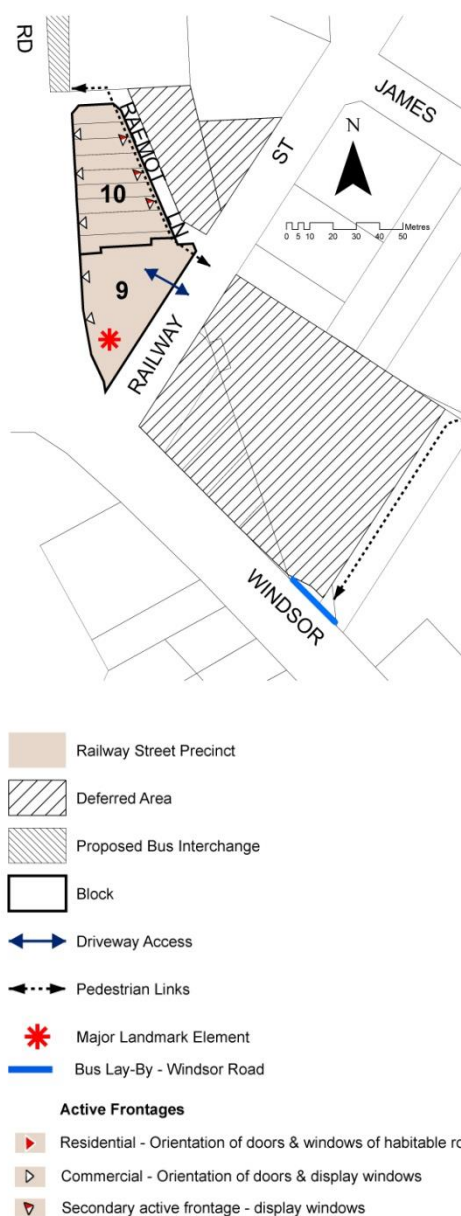 RD
JAMES
ST
N
RAEMOT LN
Metres
0 5 10 20 30 40 50
10
9
RAILWAY
WINDSOR
Railway Street Precinct
Deferred Area
Proposed Bus Interchange
Block
Driveway Access
Pedestrian Links
Major Landmark Element
Bus Lay-By - Windsor Road
Active Frontages
Residential - Orientation of doors & windows of habitable ro
Commercial - Orientation of doors & display windows
Secondary active frontage - display windows